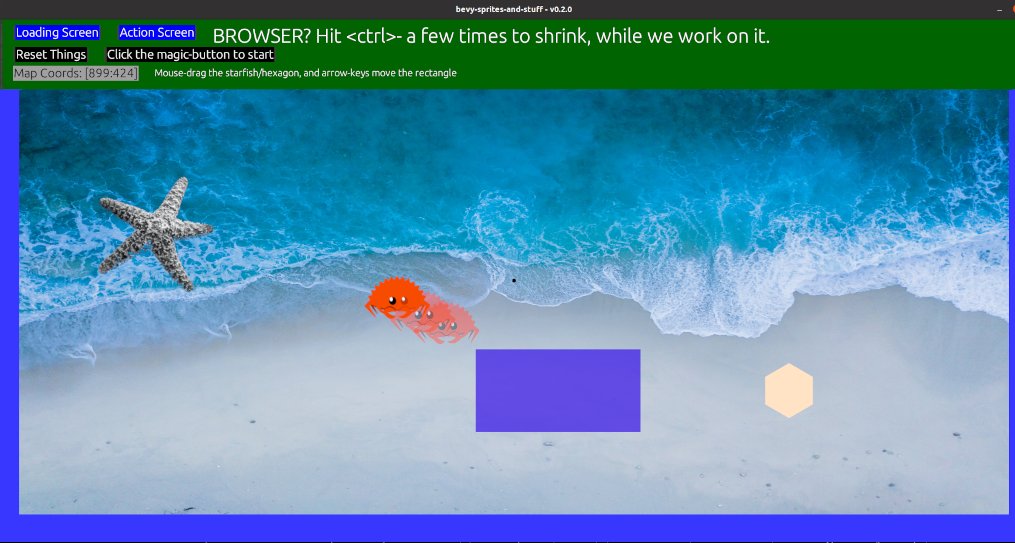 bevy-sprites-and-stuff - v0.2.0
Loading Screen Action Screen BROWSER? Hit <ctrl>- a few times to shrink, while we work on it.
Reset Things Click the magic-button to start
Map Coords: [899:424] Mouse-drag the starfish/hexagon, and arrow-keys move the rectangle